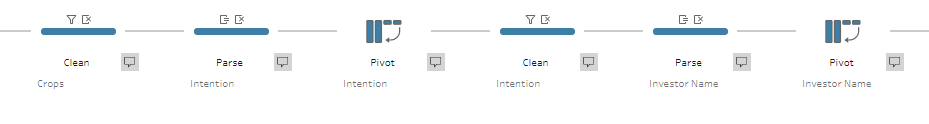 Clean Parse Pivot Clean Parse Pivot
Crops Intention Intention Intention Investor Name Investor Name